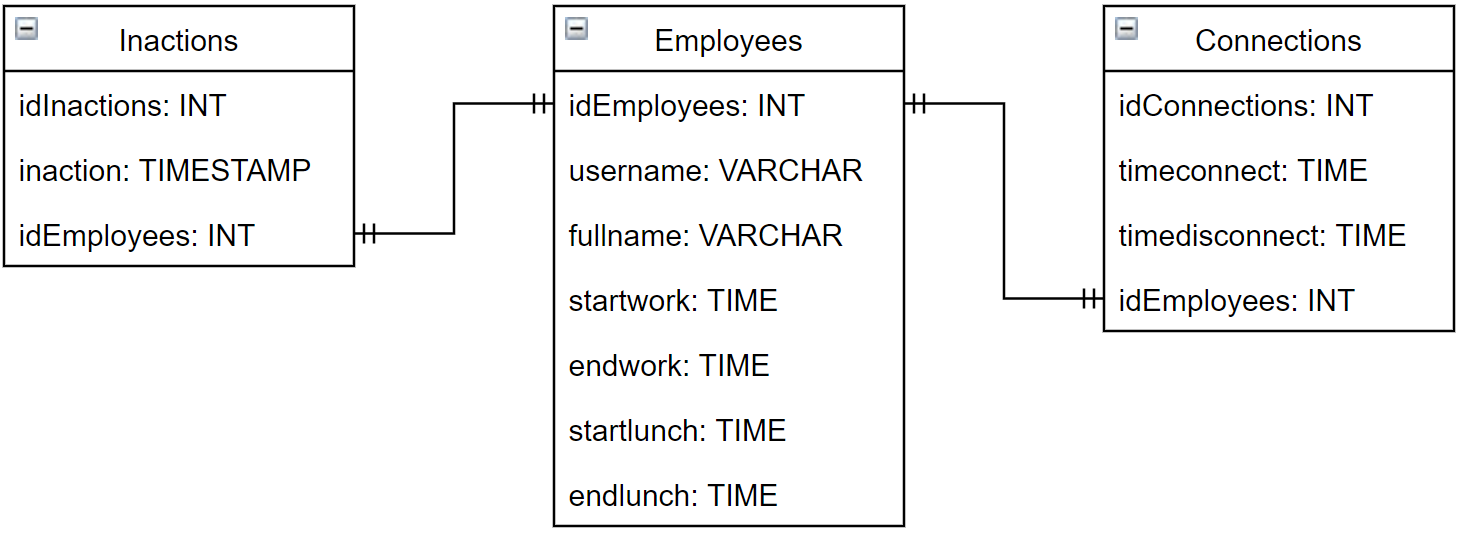 Inactions
idInactions: INT
inaction: TIMESTAMP
idEmployees: INT
Employees
idEmployees: INT
username: VARCHAR
fullname: VARCHAR
startwork: TIME
endwork: TIME
startlunch: TIME
endlunch: TIME
Connections
idConnections: INT
timeconnect: TIME
timedisconnect: TIME
idEmployees: INT